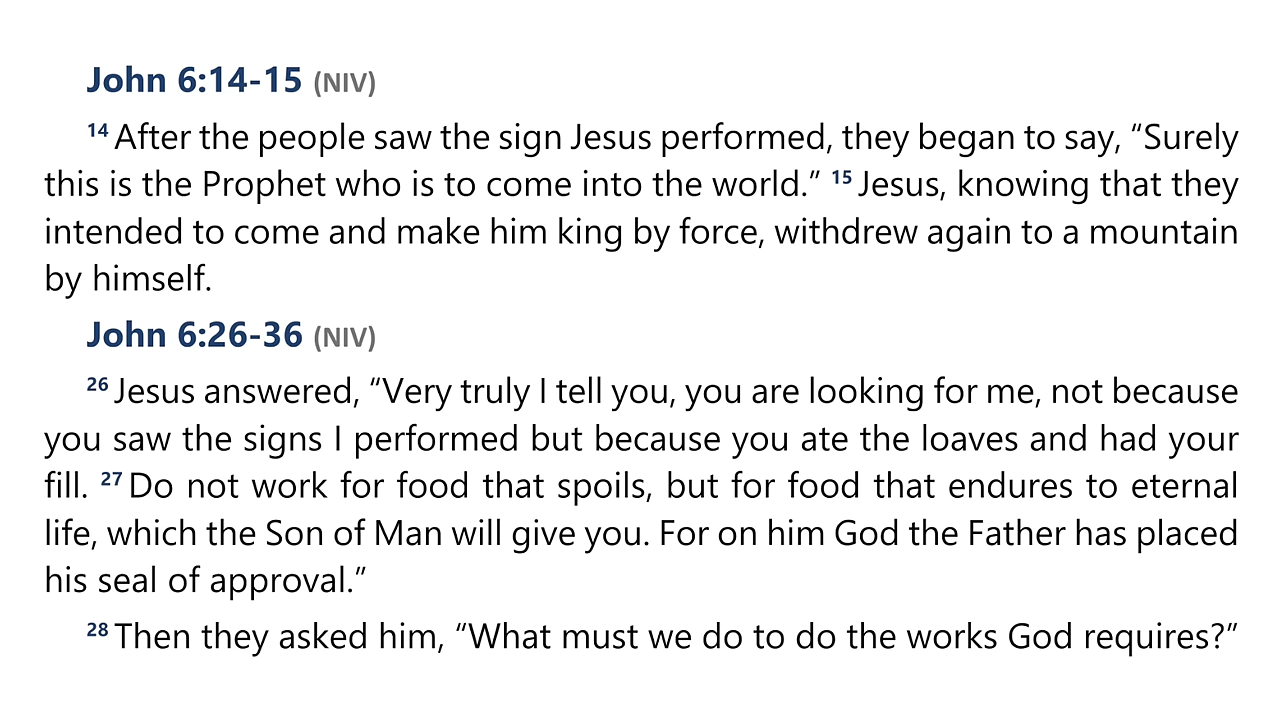 John 6:14-15 (NIV)
14 After the people saw the sign Jesus performed, they began to say, “Surely
this is the Prophet who is to come into the world.” 15 Jesus, knowing that they
intended to come and make him king by force, withdrew again to a mountain
by himself.
John 6:26-36 (NIV)
26 Jesus answered, “Very truly I tell you, you are looking for me, not because
you saw the signs I performed but because you ate the loaves and had your
fill. 27 Do not work for food that spoils, but for food that endures to eternal
life, which the Son of Man will give you. For on him God the Father has placed
his seal of approval.”
28 Then they asked him, “What must we do to do the works God requires?”